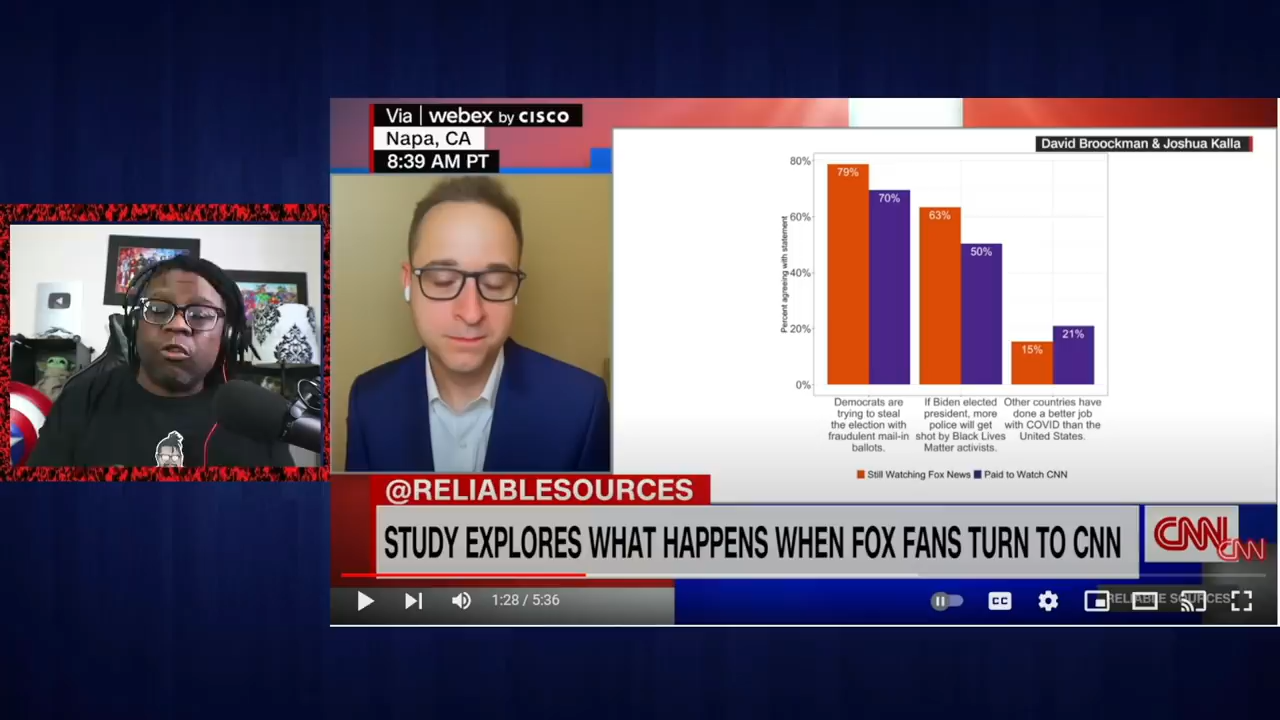 Via | webex by CISCO
Napa, CA
8:39 AM PT
David Broockman & Joshua Kalla
Percent agreeing with statement
80%
60%
40%
20%
0%
79%
70%
63%
50%
15%
21%
Democrats are
trying to steal
the election with
fraudulent mail-in
ballots.
If Biden elected
president, more
police will get
shot by Black Lives
Matter activists.
Other countries have
done a better job
with COVID than the
United States.
Still Watching Fox News
Paid to Watch CNN
@RELIABLESOURCES
STUDY EXPLORES WHAT HAPPENS WHEN FOX FANS TURN TO CNN
CNN
CNN
1:28 / 5:36
CC
RELIABLE SOURCES